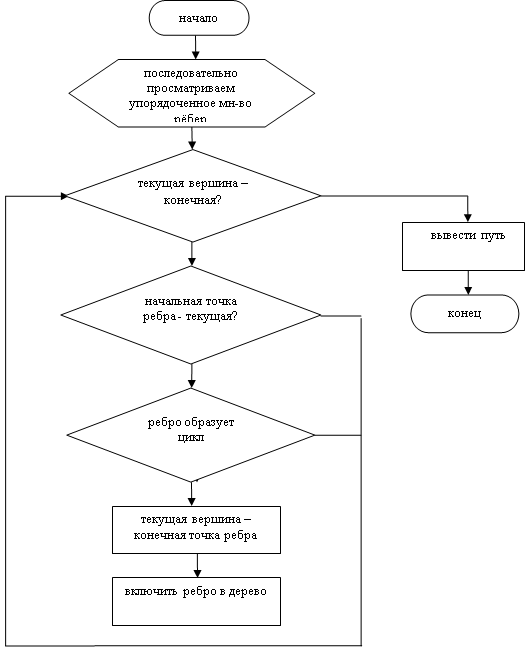 начало
последовательно
просматриваем
упорядоченное мн-во
рёбер
текущая вершина –
конечная?
вывести путь
начальная точка
ребра - текущая?
конец
ребро образует
цикл
текущая вершина –
конечная точка ребра
включить ребро в дерево